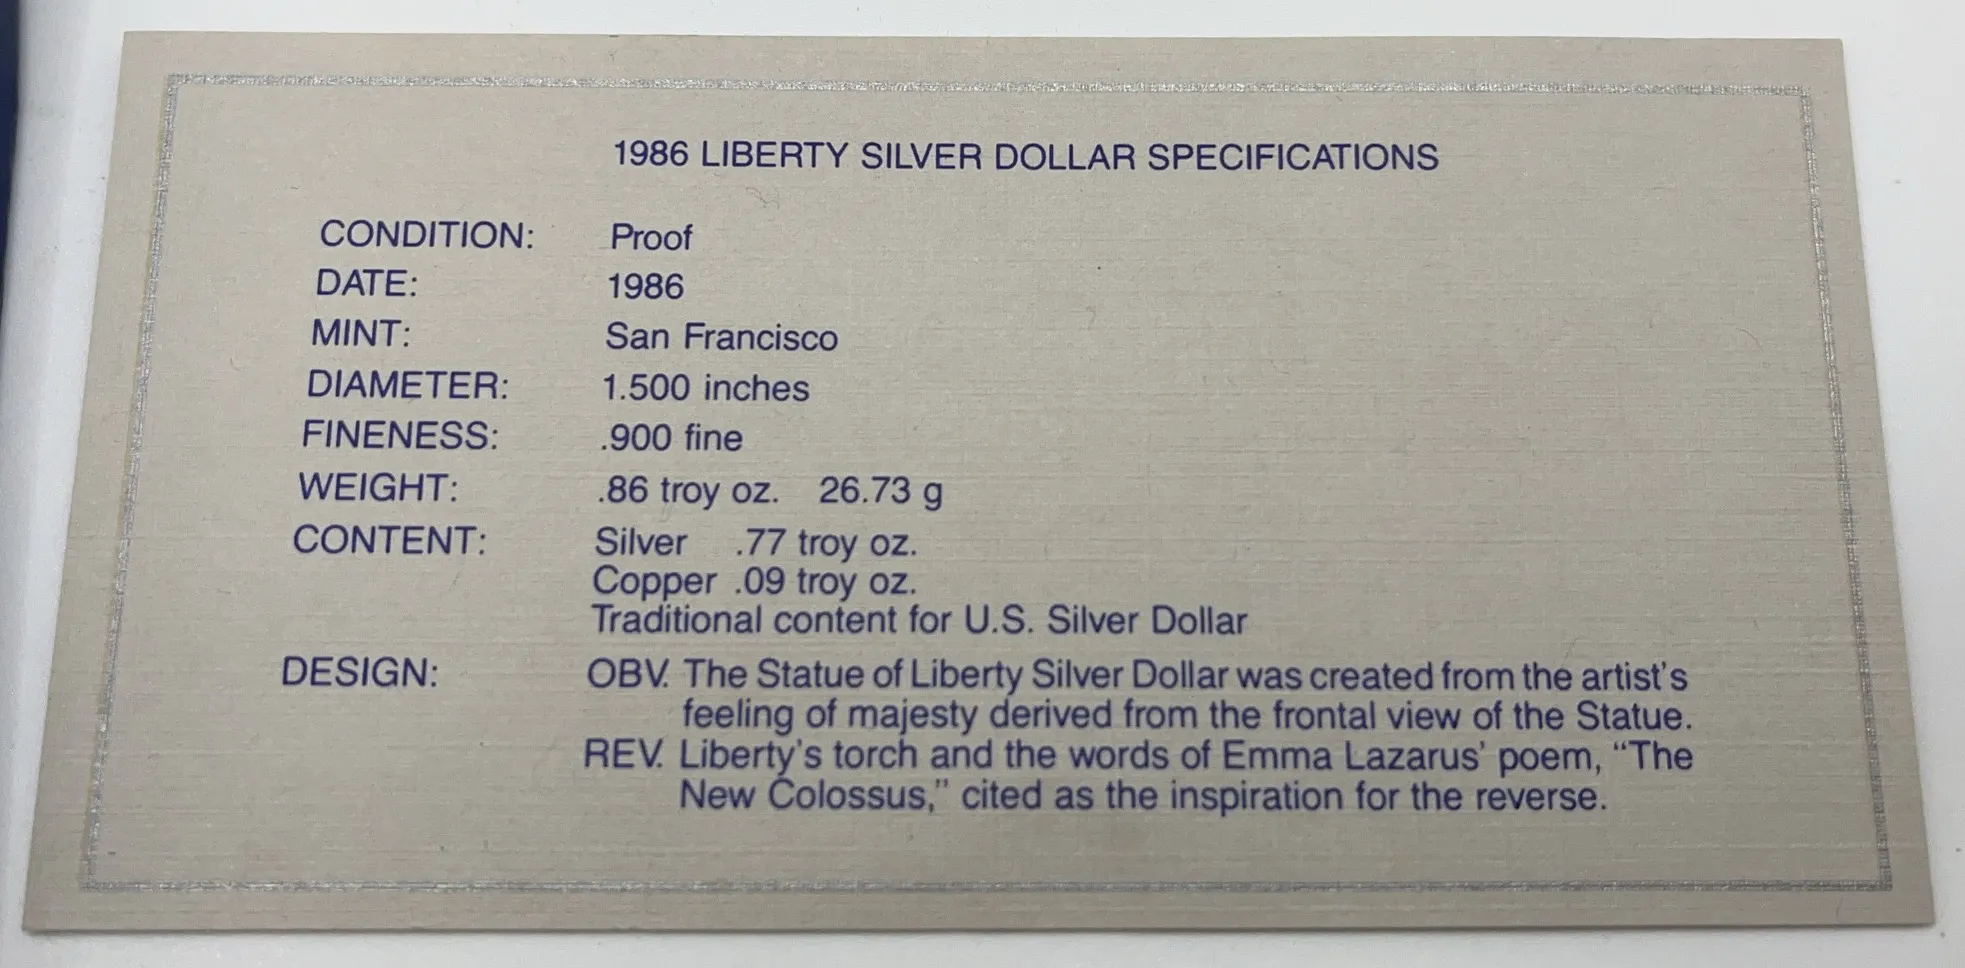 1986 LIBERTY SILVER DOLLAR SPECIFICATIONS
CONDITION: Proof
DATE: 1986
MINT: San Francisco
DIAMETER: 1.500 inches
FINENESS: .900 fine
WEIGHT: .86 troy oz. 26.73 g
CONTENT: Silver .77 troy oz.
Copper .09 troy oz.
Traditional content for U.S. Silver Dollar
DESIGN: OBV. The Statue of Liberty Silver Dollar was created from the artist's
feeling of majesty derived from the frontal view of the Statue.
REV. Liberty's torch and the words of Emma Lazarus' poem, “The
New Colossus,” cited as the inspiration for the reverse.